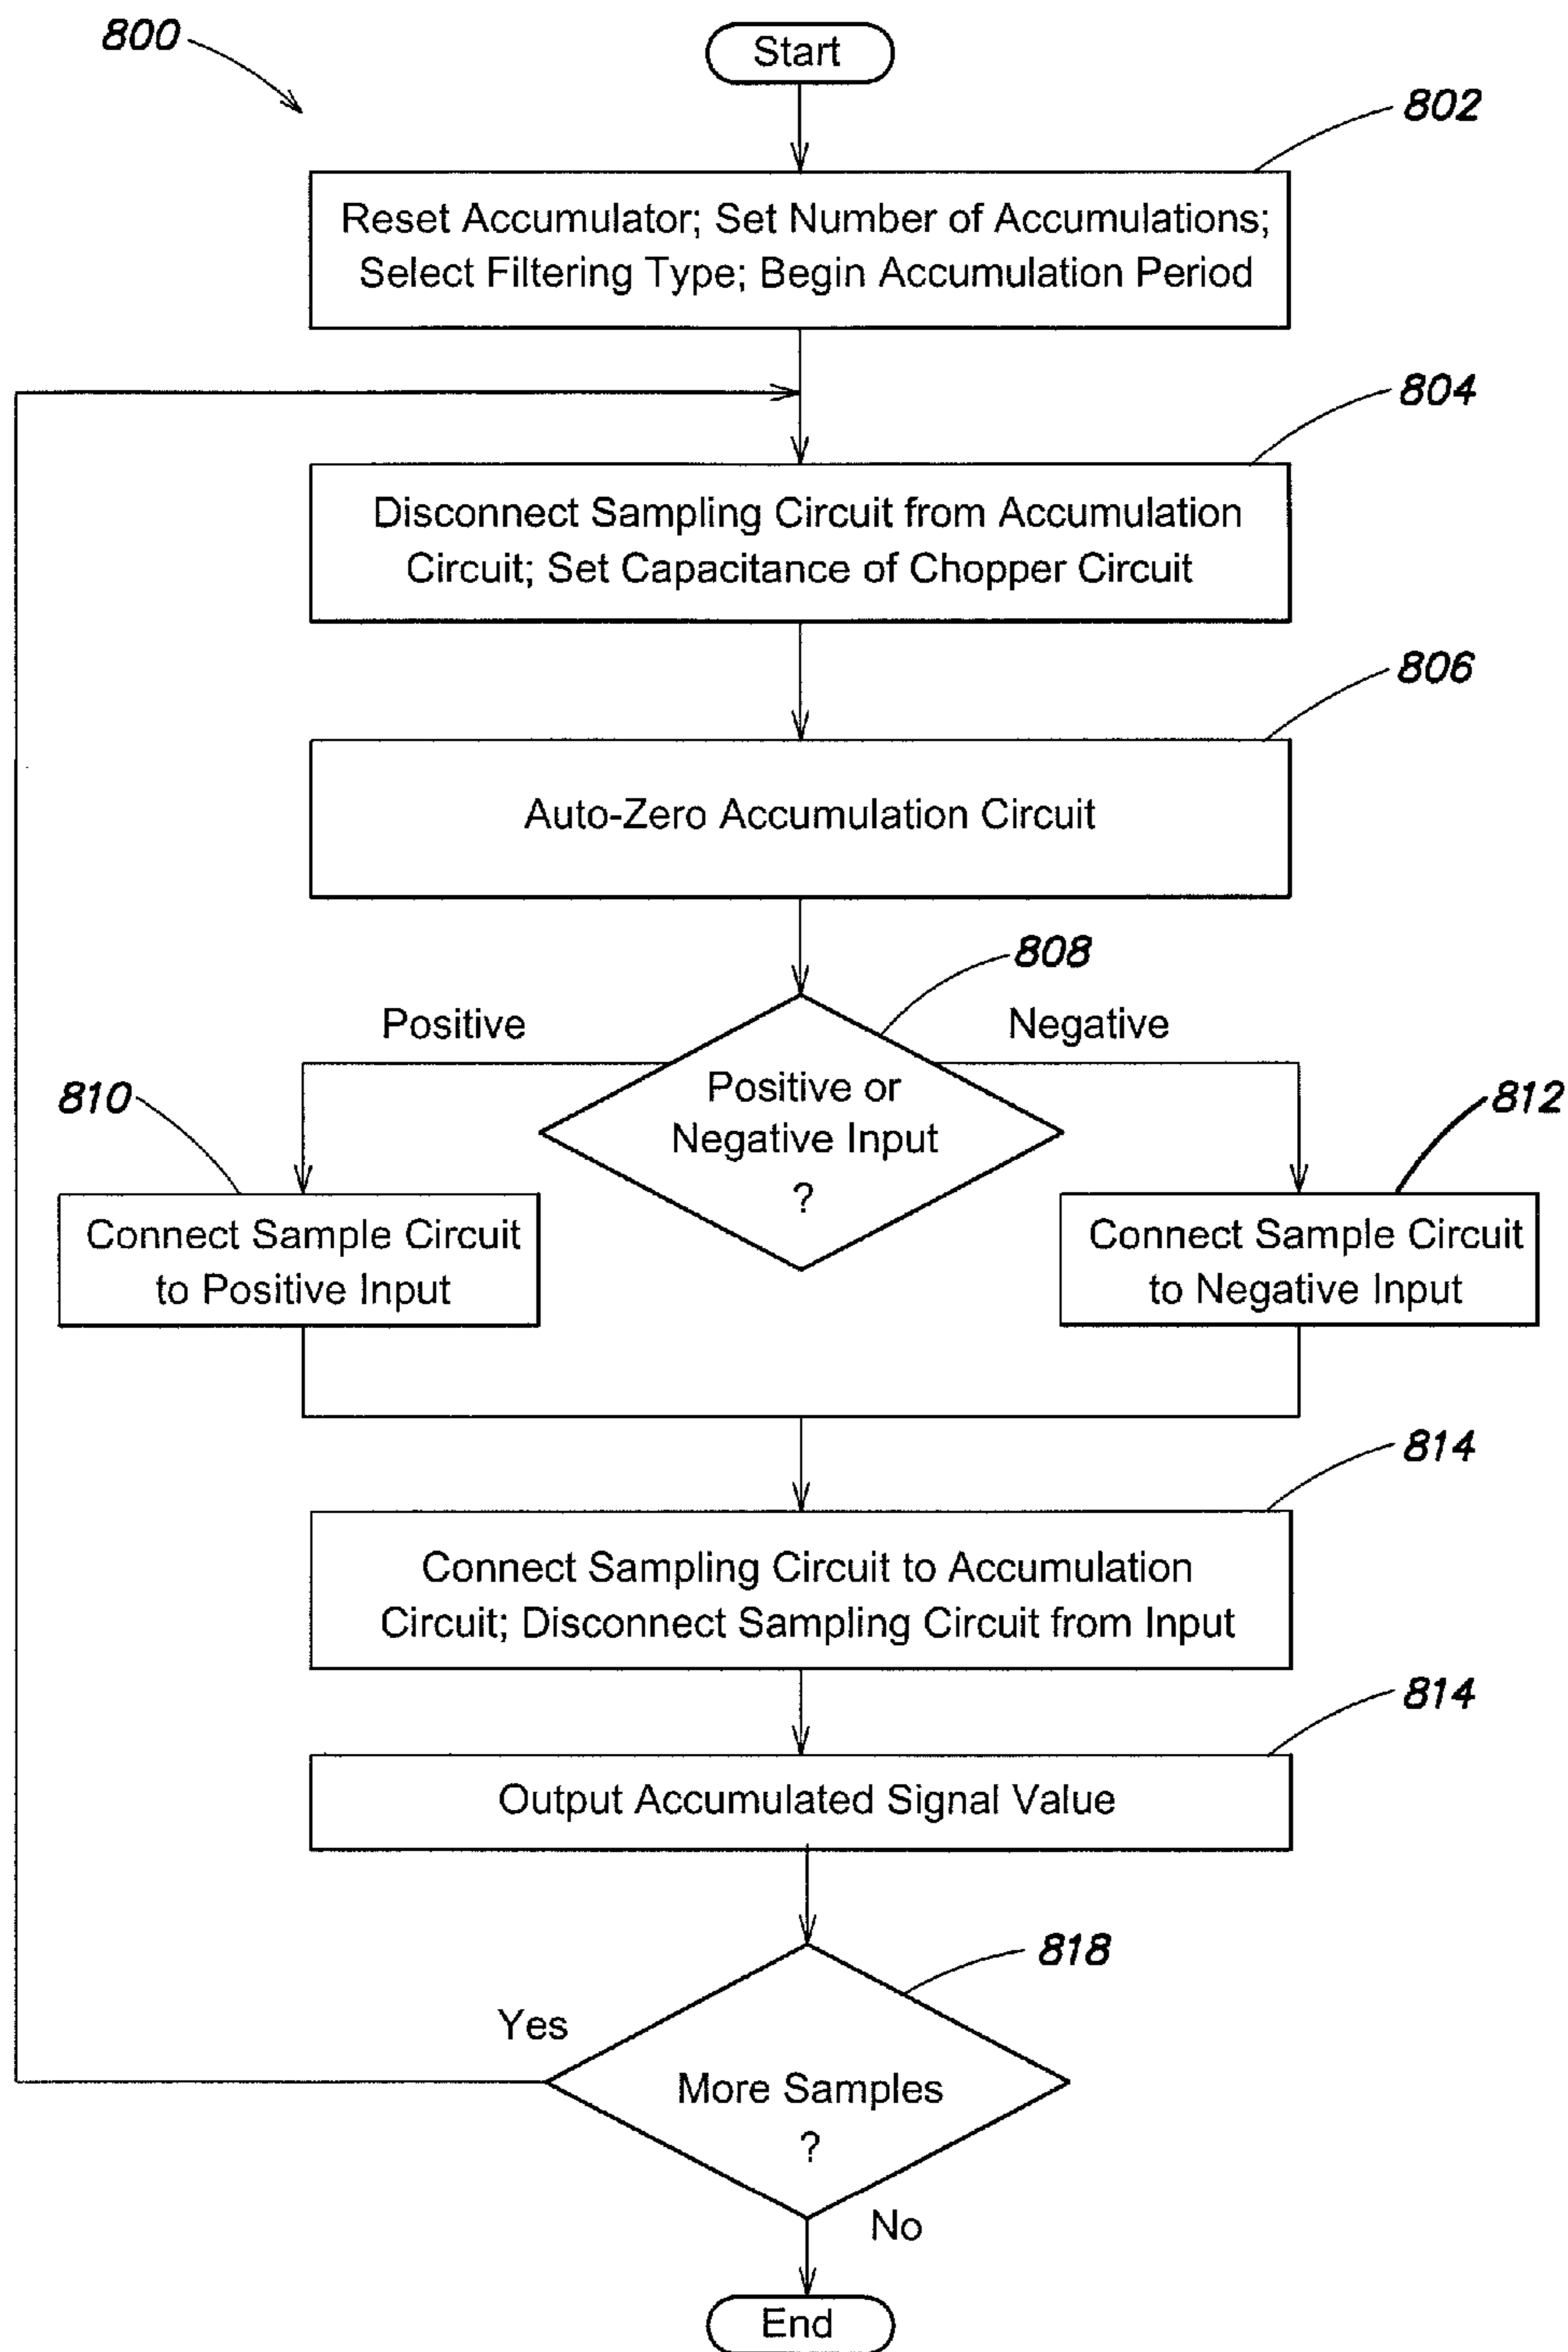 800
Start
802
Reset Accumulator; Set Number of Accumulations;
Select Filtering Type; Begin Accumulation Period
804
Disconnect Sampling Circuit from Accumulation
Circuit; Set Capacitance of Chopper Circuit
806
Auto-Zero Accumulation Circuit
808
Positive
Negative
Positive or
Negative Input
?
810
812
Connect Sample Circuit
to Positive Input
Connect Sample Circuit
to Negative Input
814
Connect Sampling Circuit to Accumulation
Circuit; Disconnect Sampling Circuit from Input
814
Output Accumulated Signal Value
818
Yes
More Samples
?
No
End